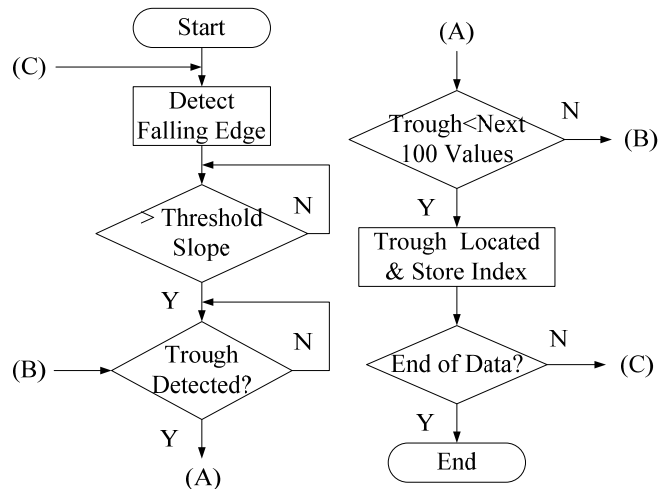 Start
(C)
Detect
Falling Edge
> Threshold
Slope
N
Y
(B)
Trough
Detected?
N
Y
(A)
(A)
Trough<Next
100 Values
N
(B)
Y
Trough Located
& Store Index
End of Data?
N
(C)
Y
End